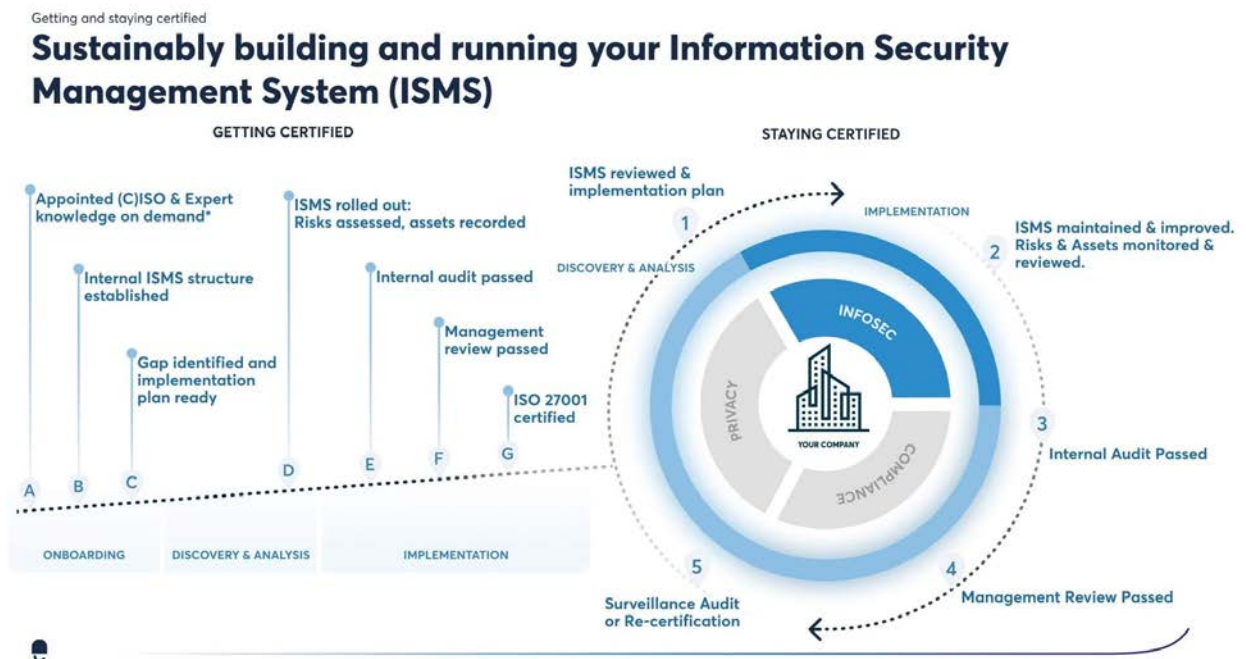 Getting and staying certified
Sustainably building and running your Information Security
Management System (ISMS)
GETTING CERTIFIED
Appointed (C)ISO & Expert
knowledge on demand*
Internal ISMS structure
established
Gap identified and
implementation
plan ready
ISMS rolled out:
Risks assessed, assets recorded
Internal audit passed
Management
review passed
ISO 27001
certified
A
B
C
D
E
F
G
ONBOARDING
DISCOVERY & ANALYSIS
IMPLEMENTATION
STAYING CERTIFIED
ISMS reviewed &
implementation plan
1
DISCOVERY & ANALYSIS
IMPLEMENTATION
2
ISMS maintained & improved.
Risks & Assets monitored &
reviewed.
3
Internal Audit Passed
4
Management Review Passed
5
Surveillance Audit
or Re-certification
INFOSEC
PRIVACY
COMPLIANCE
YOUR COMPANY